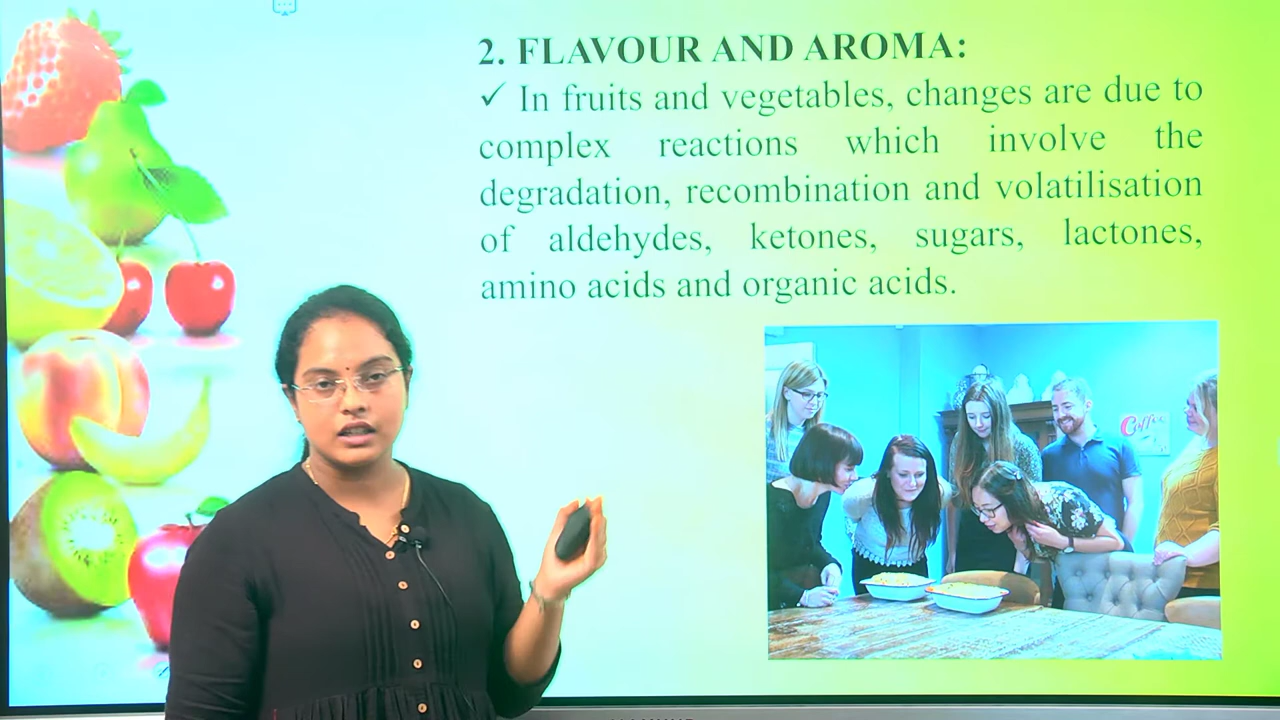 2. FLAVOUR AND AROMA:
✓ In fruits and vegetables, changes are due to
complex reactions which involve the
degradation, recombination and volatilisation
of aldehydes, ketones, sugars, lactones,
amino acids and organic acids.
Coffee